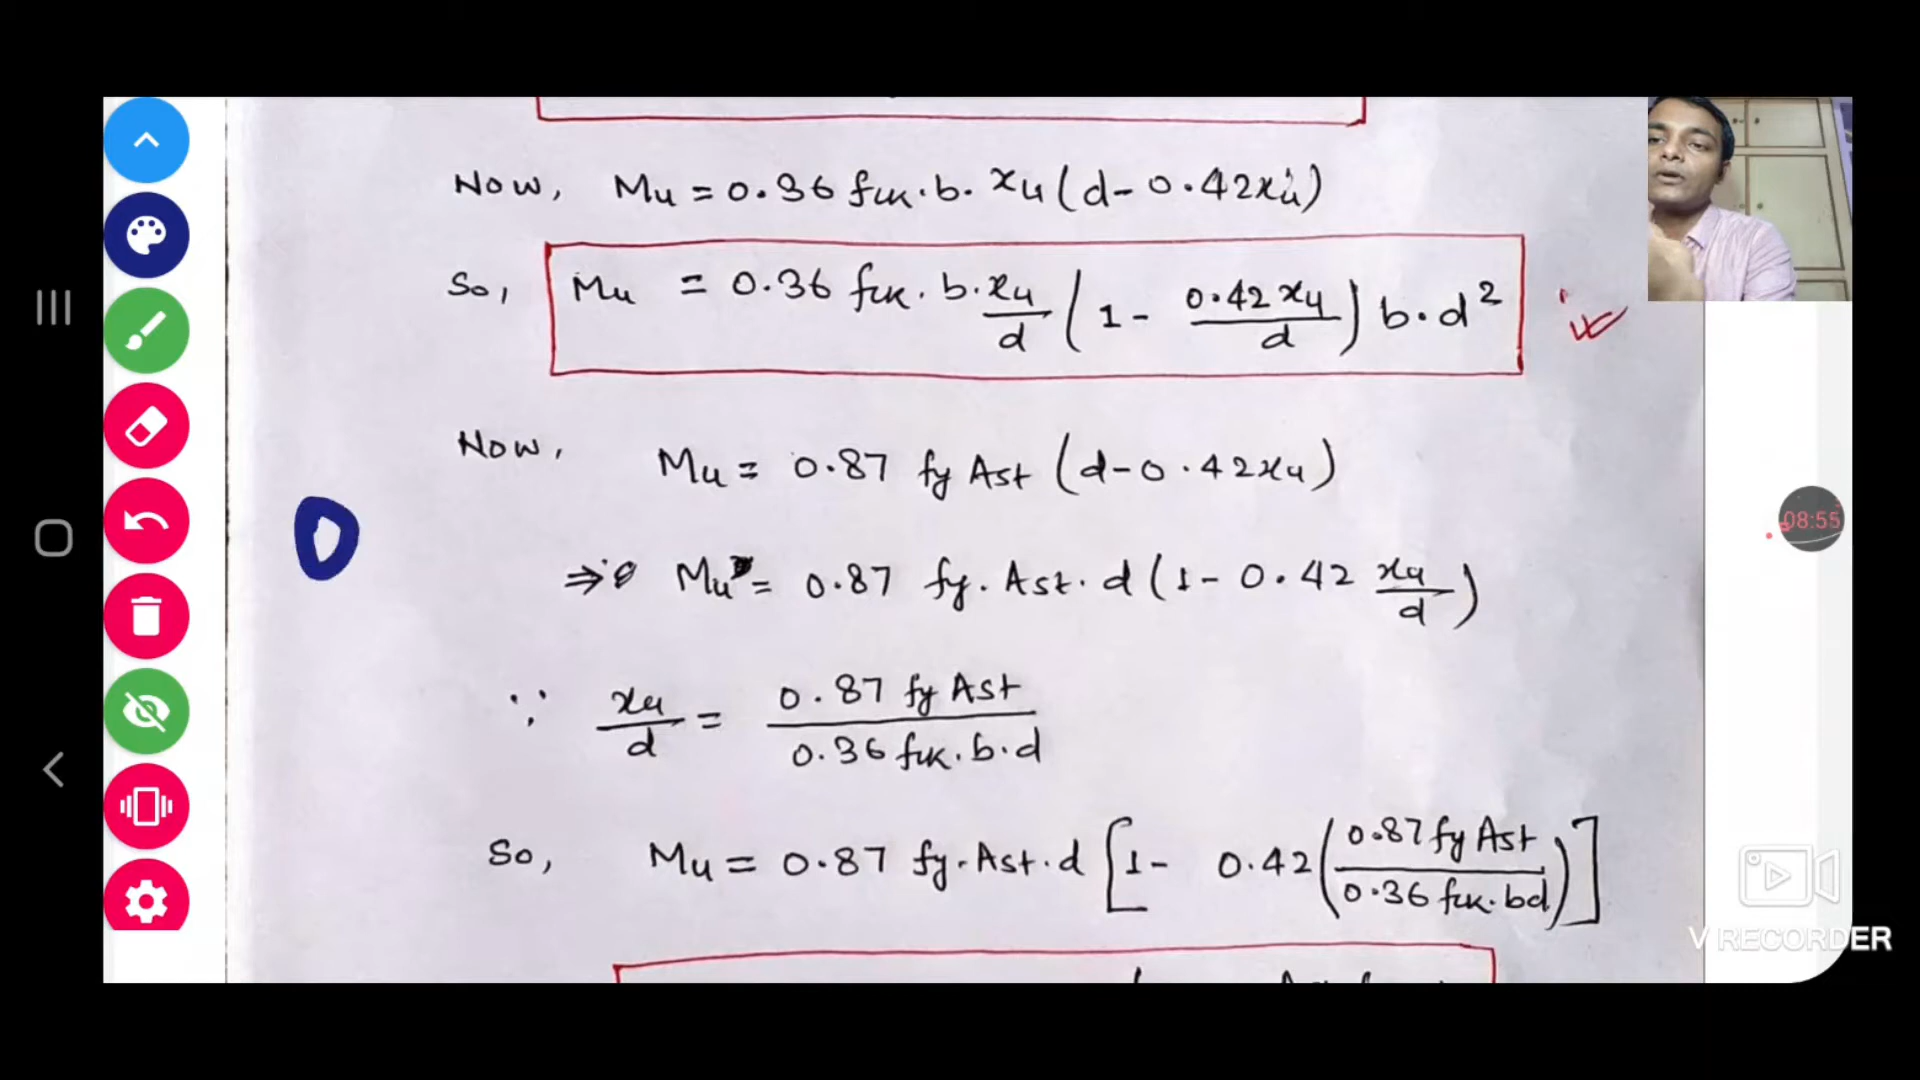 Now, Mu = 0.36 fck.b. xu (d- 0.42xu)
So, Mu = 0.36 fck. b. xu/d (1 - 0.42 xu/d) b.d²
Now, Mu = 0.87 fy Ast (d-0.42xu)
⇒ Mu = 0.87 fy. Ast. d (1- 0.42 xu/d)
∵ xu/d = 0.87 fy Ast / 0.36 fck. b.d
So, Mu = 0.87 fy. Ast. d [1- 0.42 (0.87 fy Ast / 0.36 fck. bd)]
08:55
V RECORDER